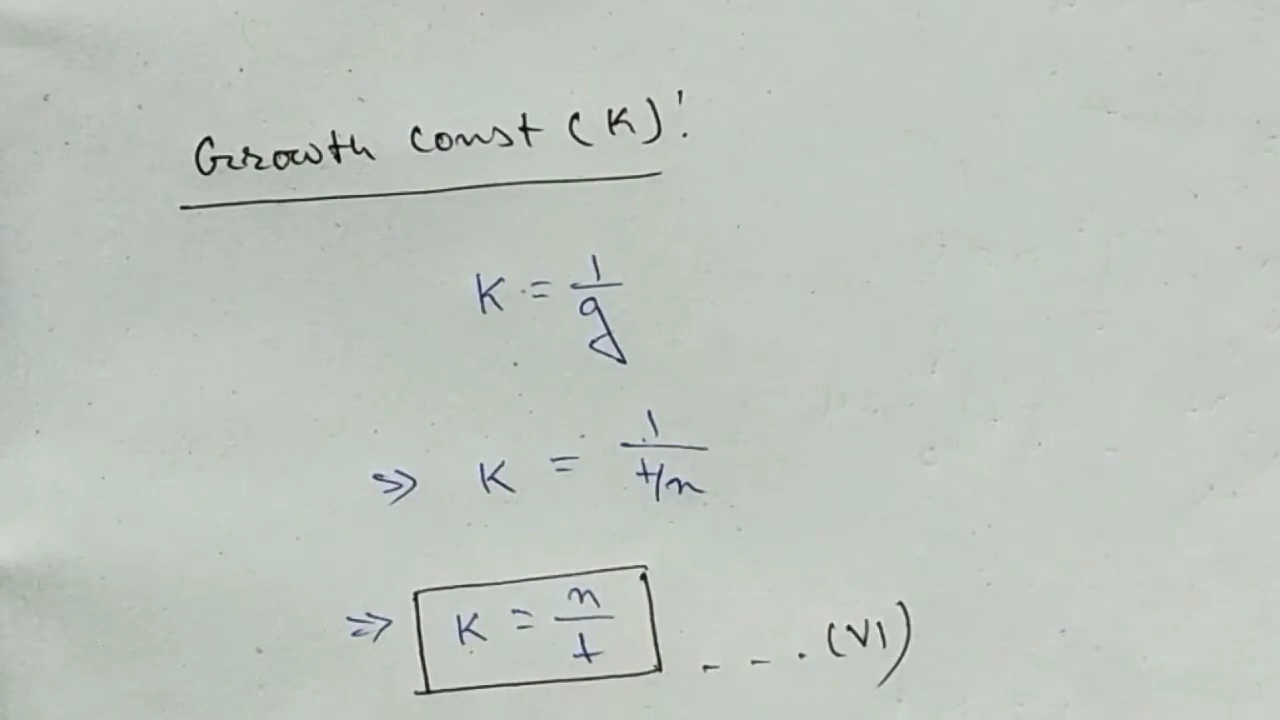 Growth const (K):
K = 1/g
⇒ K = 1/(t/n)
⇒ K = n/t - - - . (VI)